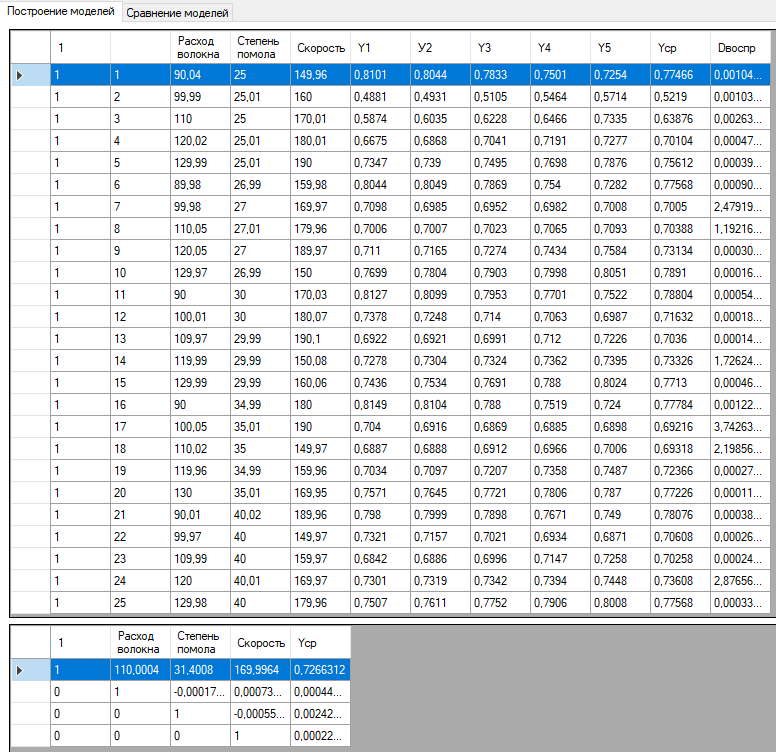 Построение моделей Сравнение моделей
1 Расход волокна Степень помола Скорость Y1 У2 Y3 Y4 Y5 Yср Dвоспр
1 1 90,04 25 149,96 0,8101 0,8044 0,7833 0,7501 0,7254 0,77466 0,00104...
1 2 99,99 25,01 160 0,4881 0,4931 0,5105 0,5464 0,5714 0,5219 0,00103...
1 3 110 25 170,01 0,5874 0,6035 0,6228 0,6466 0,7335 0,63876 0,00263...
1 4 120,02 25,01 180,01 0,6675 0,6868 0,7041 0,7191 0,7277 0,70104 0,00047...
1 5 129,99 25,01 190 0,7347 0,739 0,7495 0,7698 0,7876 0,75612 0,00039...
1 6 89,98 26,99 159,98 0,8044 0,8049 0,7869 0,754 0,7282 0,77568 0,00090...
1 7 99,98 27 169,97 0,7098 0,6985 0,6952 0,6982 0,7008 0,7005 2,47919...
1 8 110,05 27,01 179,96 0,7006 0,7007 0,7023 0,7065 0,7093 0,70388 1,19216...
1 9 120,05 27 189,97 0,711 0,7165 0,7274 0,7434 0,7584 0,73134 0,00030...
1 10 129,97 26,99 150 0,7699 0,7804 0,7903 0,7998 0,8051 0,7891 0,00016...
1 11 90 30 170,03 0,8127 0,8099 0,7953 0,7701 0,7522 0,78804 0,00054...
1 12 100,01 30 180,07 0,7378 0,7248 0,714 0,7063 0,6987 0,71632 0,00018...
1 13 109,97 29,99 190,1 0,6922 0,6921 0,6991 0,712 0,7226 0,7036 0,00014...
1 14 119,99 29,99 150,08 0,7278 0,7304 0,7324 0,7362 0,7395 0,73326 1,72624...
1 15 129,99 29,99 160,06 0,7436 0,7534 0,7691 0,788 0,8024 0,7713 0,00046...
1 16 90 34,99 180 0,8149 0,8104 0,788 0,7519 0,724 0,77784 0,00122...
1 17 100,05 35,01 190 0,704 0,6916 0,6869 0,6885 0,6898 0,69216 3,74263...
1 18 110,02 35 149,97 0,6887 0,6888 0,6912 0,6966 0,7006 0,69318 2,19856...
1 19 119,96 34,99 159,96 0,7034 0,7097 0,7207 0,7358 0,7487 0,72366 0,00027...
1 20 130 35,01 169,95 0,7571 0,7645 0,7721 0,7806 0,787 0,77226 0,00011...
1 21 90,01 40,02 189,96 0,798 0,7999 0,7898 0,7671 0,749 0,78076 0,00038...
1 22 99,97 40 149,97 0,7321 0,7157 0,7021 0,6934 0,6871 0,70608 0,00026...
1 23 109,99 40 159,97 0,6842 0,6886 0,6996 0,7147 0,7258 0,70258 0,00024...
1 24 120 40,01 169,97 0,7301 0,7319 0,7342 0,7394 0,7448 0,73608 2,87656...
1 25 129,98 40 179,96 0,7507 0,7611 0,7752 0,7906 0,8008 0,77568 0,00033...
1 Расход волокна Степень помола Скорость Yср
1 110,0004 31,4008 169,9964 0,7266312
0 1 -0,00017... 0,00073... 0,00044...
0 0 1 -0,00055... 0,00242...
0 0 0 1 0,00022...